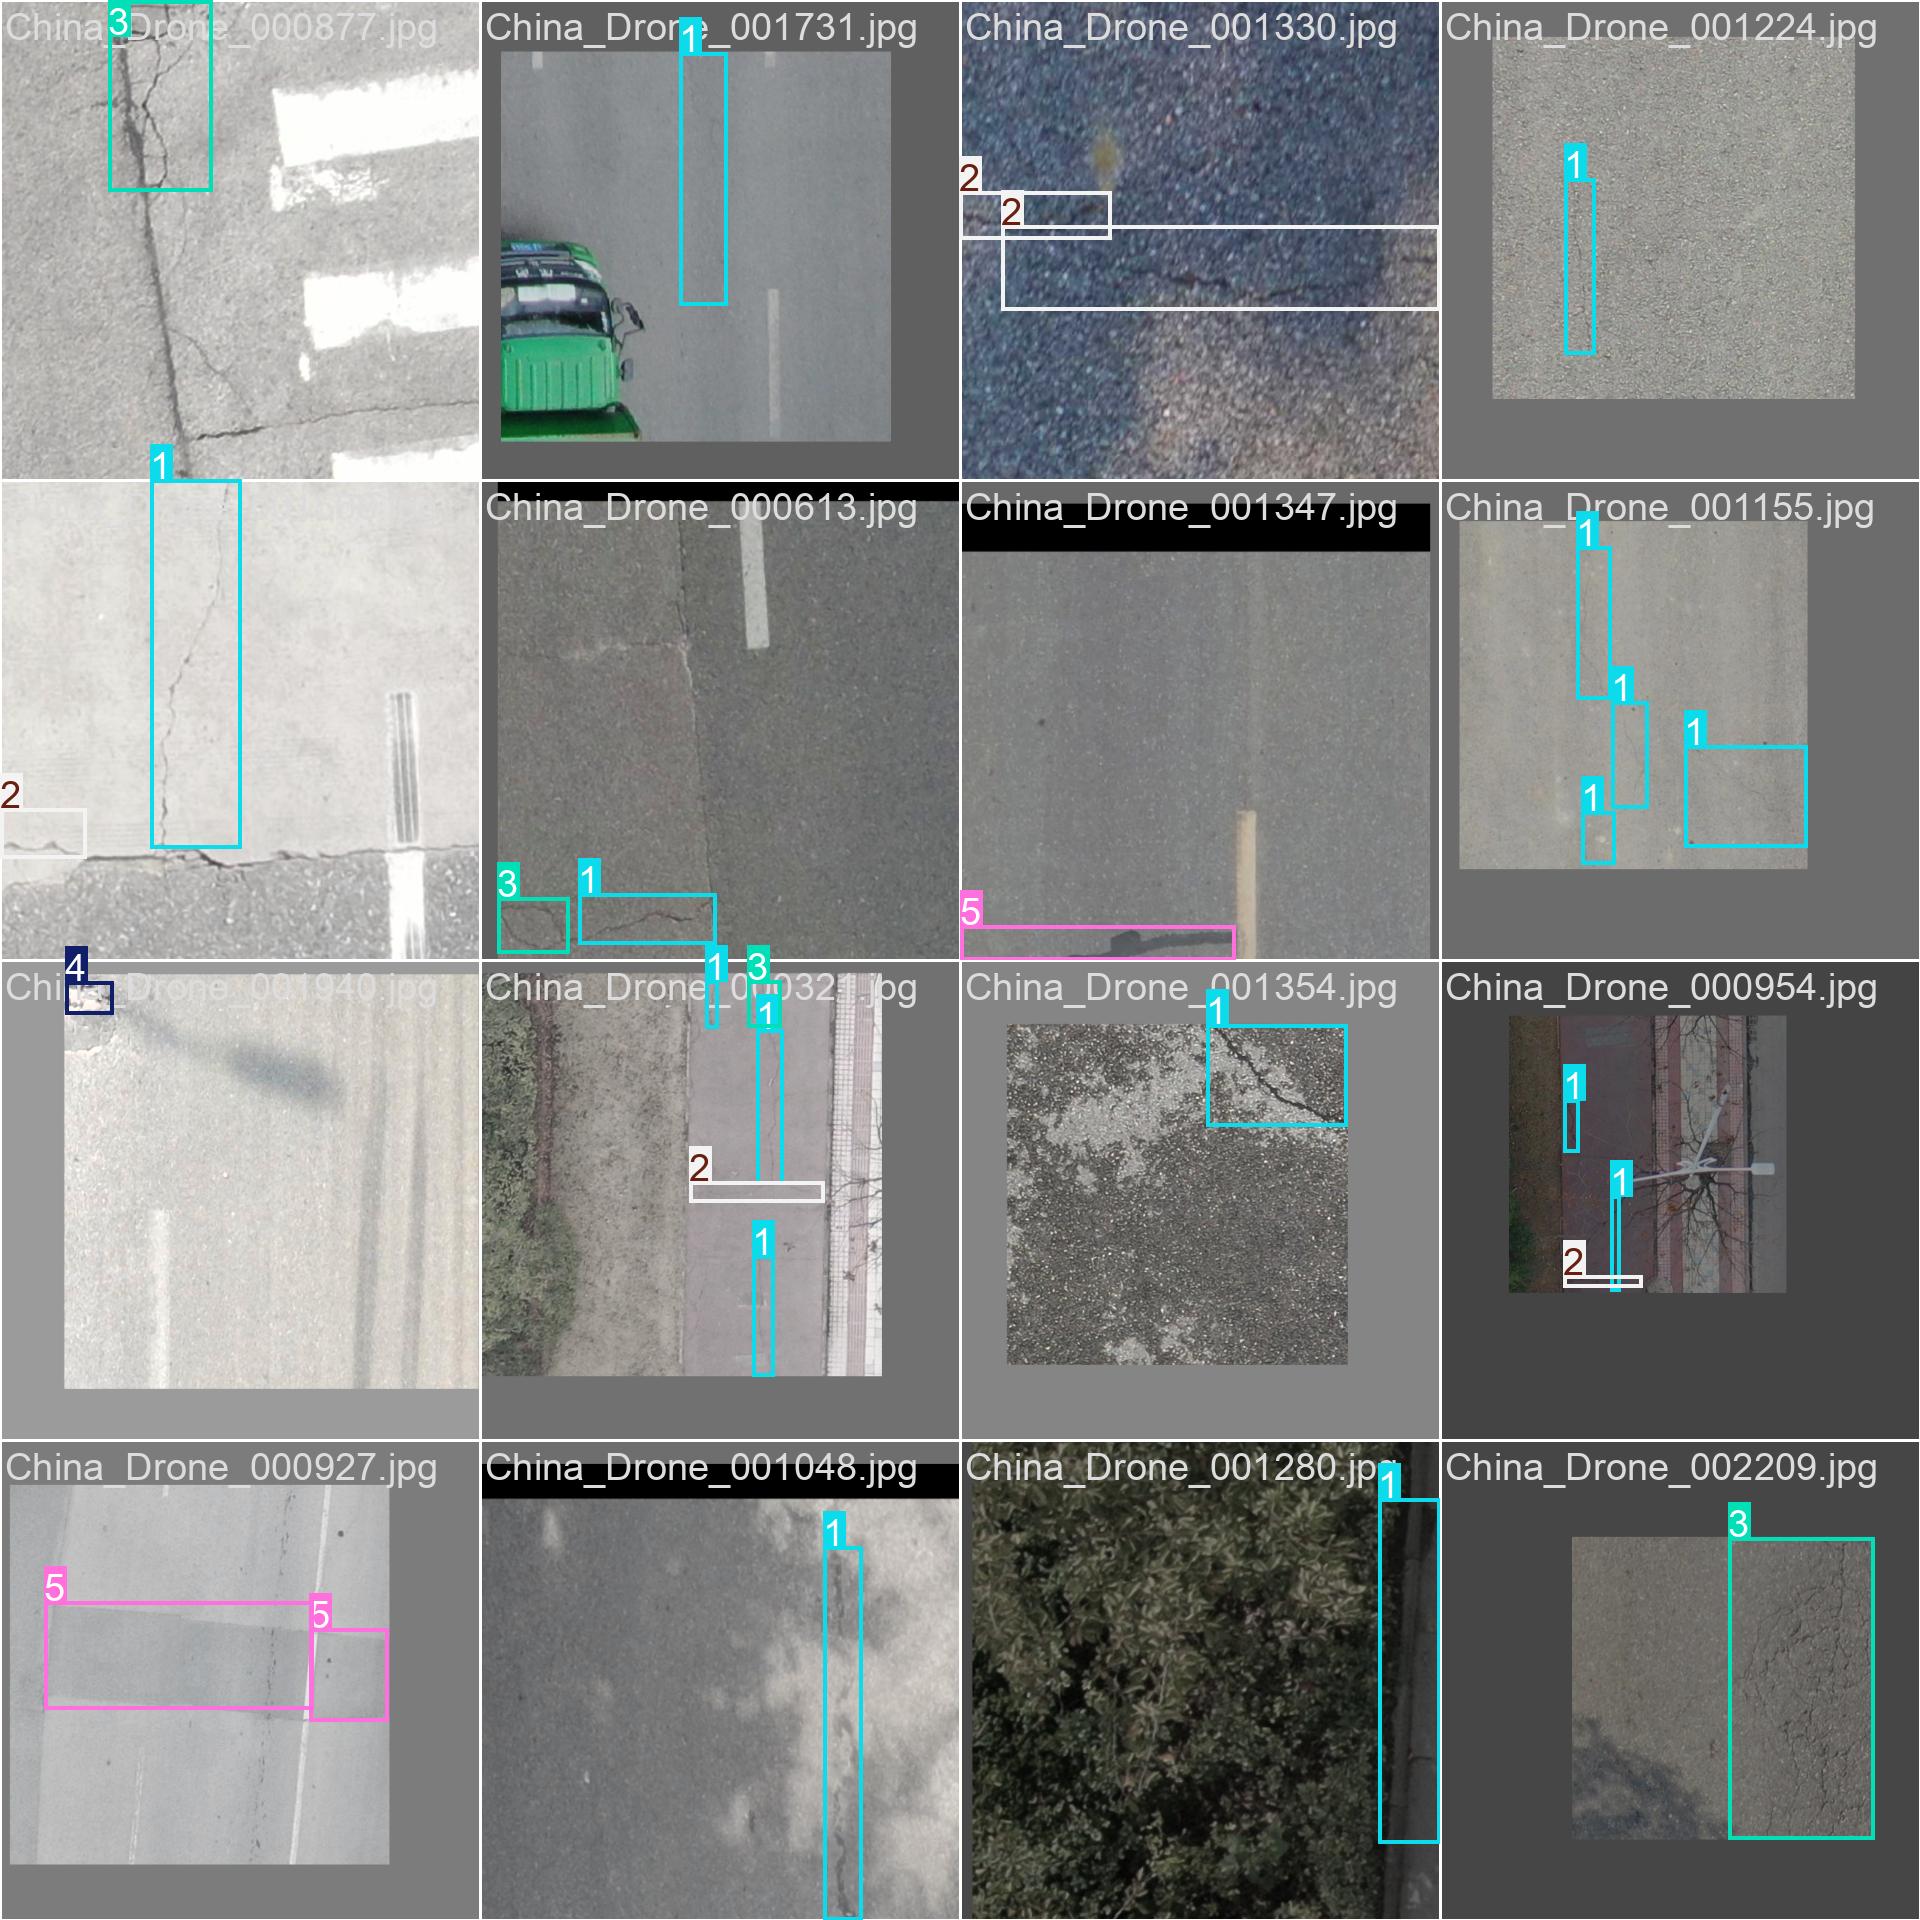 China_Drone_000877.jpg
3
China_Drone_001731.jpg
1
China_Drone_001330.jpg
2
2
China_Drone_001224.jpg
1
1
2
China_Drone_000613.jpg
3
1
China_Drone_001347.jpg
5
China_Drone_001155.jpg
1
1
1
1
China_Drone_001940.jpg
4
1
3
1
2
1
China_Drone_001354.jpg
1
China_Drone_000954.jpg
1
1
2
China_Drone_000927.jpg
5
5
China_Drone_001048.jpg
1
China_Drone_001280.jpg
1
China_Drone_002209.jpg
3